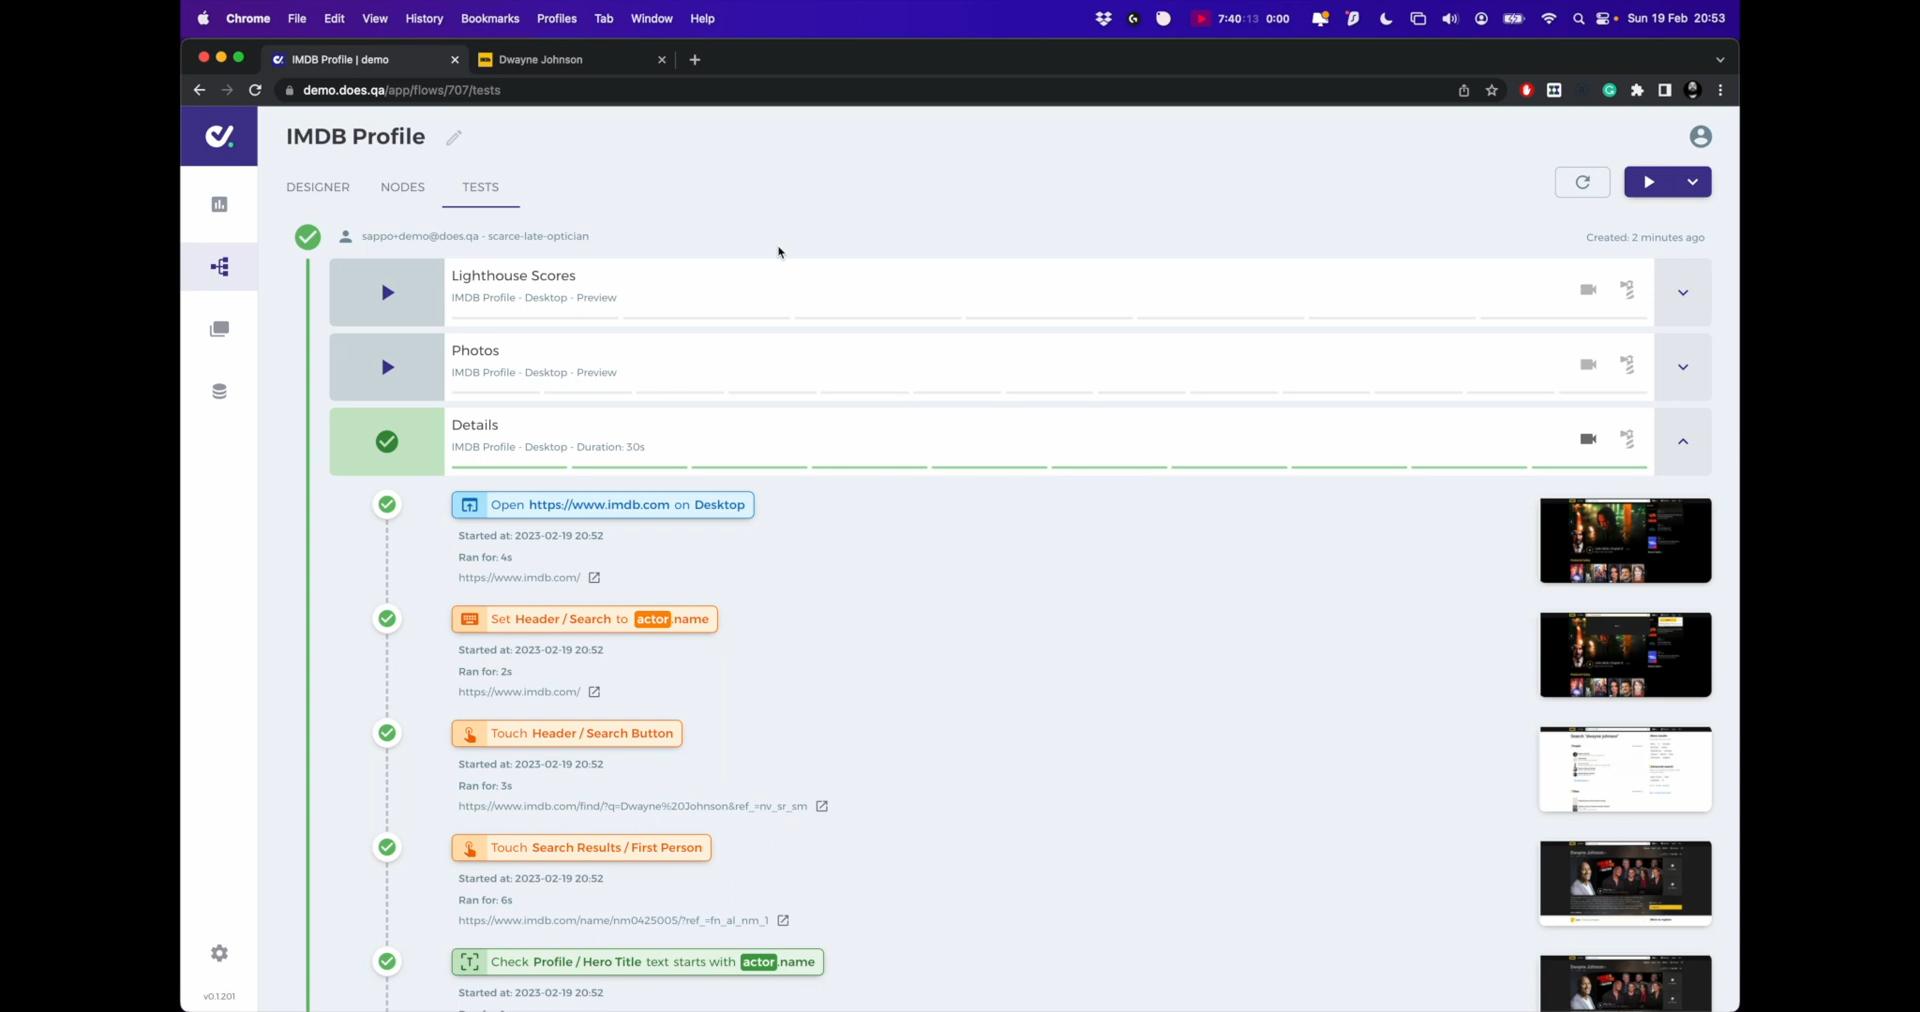 Chrome File Edit View History Bookmarks Profiles Tab Window Help 7:40:13 0:00 Sun 19 Feb 20:53
IMDB Profile | demo Dwayne Johnson
demo.does.qa/app/flows/707/tests
IMDB Profile
DESIGNER NODES TESTS
sappo+demo@does.qa - scarce-late-optician Created: 2 minutes ago
Lighthouse Scores
IMDB Profile - Desktop - Preview
Photos
IMDB Profile - Desktop - Preview
Details
IMDB Profile - Desktop - Duration: 30s
Open https://www.imdb.com on Desktop
Started at: 2023-02-19 20:52
Ran for: 4s
https://www.imdb.com/
Set Header / Search to actor.name
Started at: 2023-02-19 20:52
Ran for: 2s
https://www.imdb.com/
Touch Header / Search Button
Started at: 2023-02-19 20:52
Ran for: 3s
https://www.imdb.com/find/?q=Dwayne%20Johnson&ref_=nv_sr_sm
Touch Search Results / First Person
Started at: 2023-02-19 20:52
Ran for: 6s
https://www.imdb.com/name/nm0425005/?ref_=fn_al_nm_1
Check Profile / Hero Title text starts with actor.name
Started at: 2023-02-19 20:52
v0.1.201